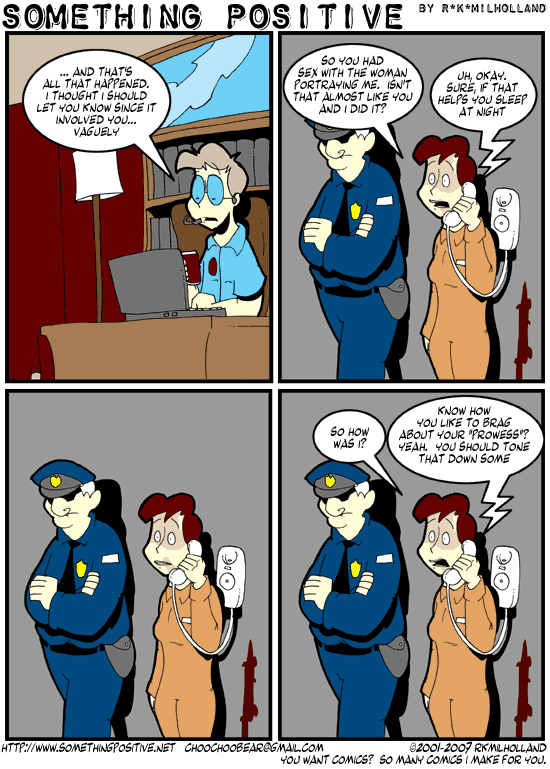 SOMETHING POSITIVE BY R*K*MILHOLLAND
... AND THAT'S
ALL THAT HAPPENED.
I THOUGHT I SHOULD
LET YOU KNOW SINCE IT
INVOLVED YOU...
VAGUELY
SO YOU HAD
SEX WITH THE WOMAN
PORTRAYING ME. ISN'T
THAT ALMOST LIKE YOU
AND I DID IT?
UH, OKAY.
SURE, IF THAT
HELPS YOU SLEEP
AT NIGHT
SO HOW
WAS I?
KNOW HOW
YOU LIKE TO BRAG
ABOUT YOUR "PROWESS"?
YEAH. YOU SHOULD TONE
THAT DOWN SOME
HTTP://WWW.SOMETHINGPOSITIVE.NET CHOOCHOOBEAR@GMAIL.COM ©2001-2007 RKMILHOLLAND
YOU WANT COMICS? SO MANY COMICS I MAKE FOR YOU.